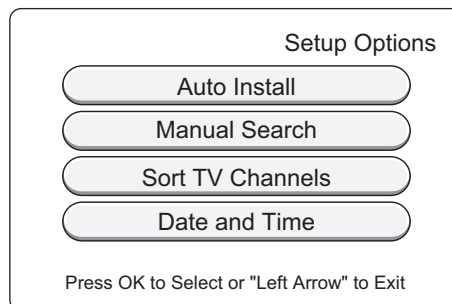 Setup Options
Auto Install
Manual Search
Sort TV Channels
Date and Time
Press OK to Select or "Left Arrow" to Exit